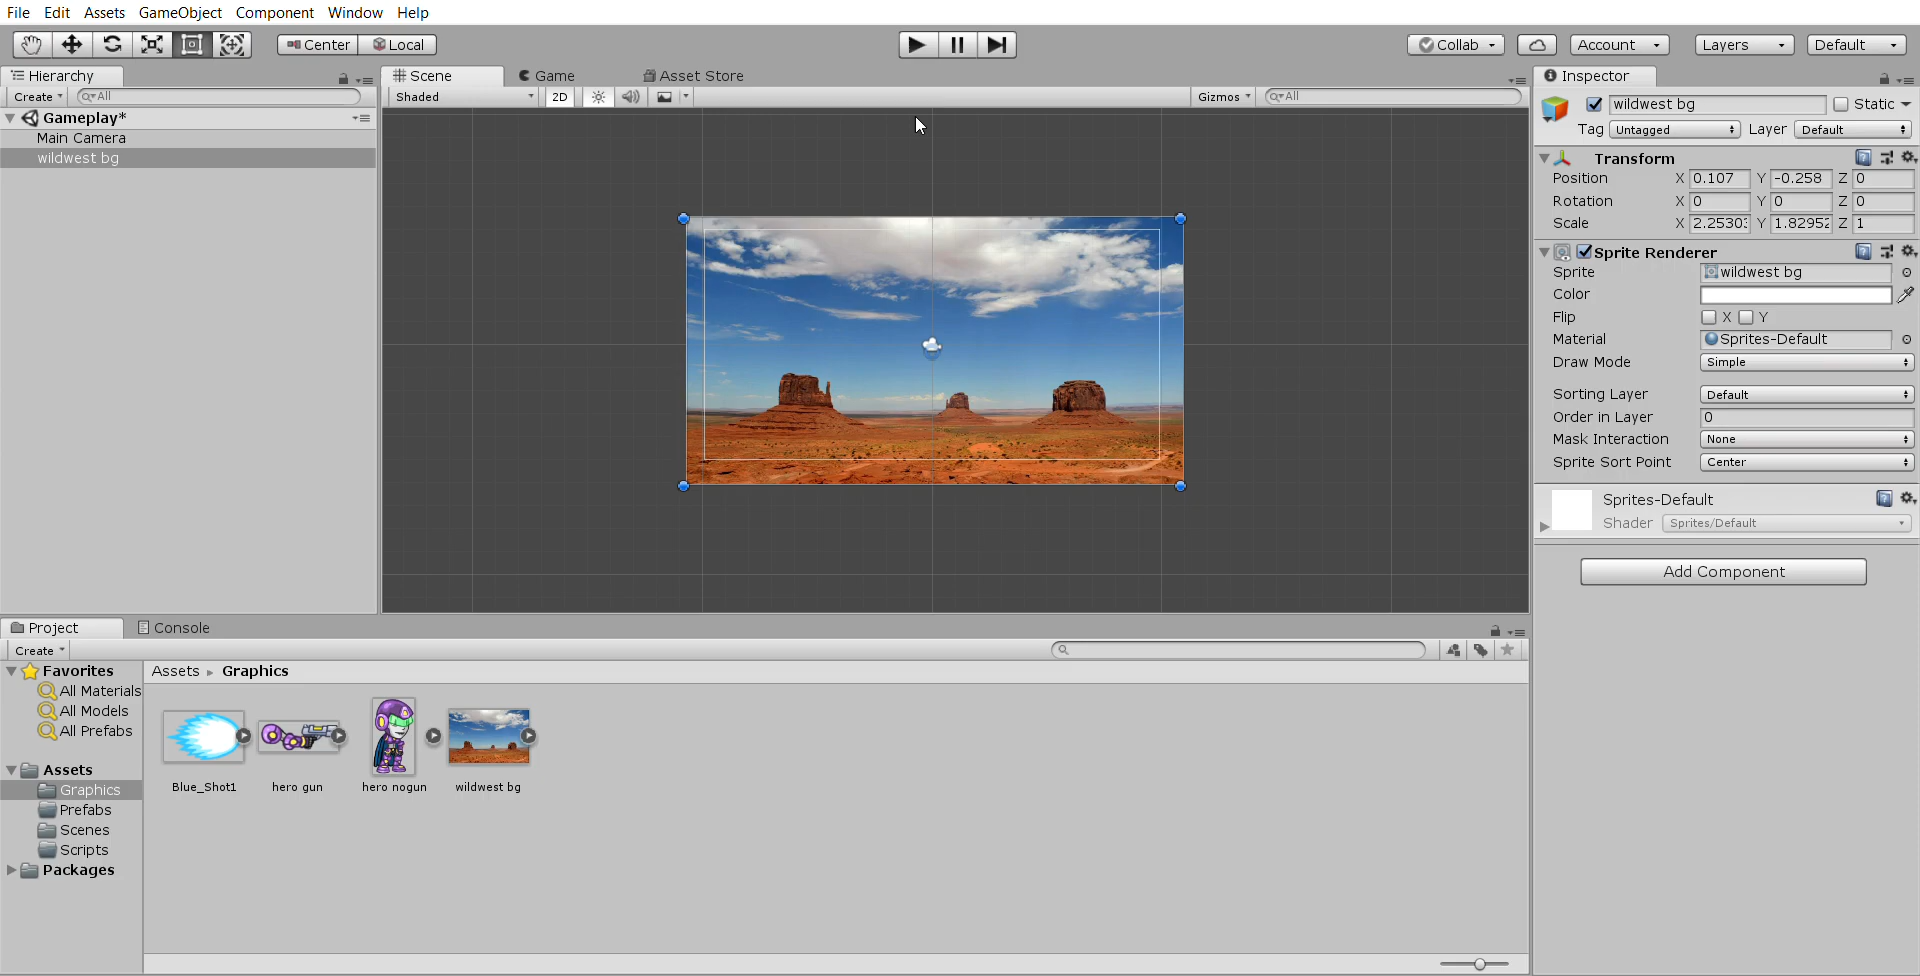 File Edit Assets GameObject Component Window Help
Center Local
Collab Account Layers Default
Hierarchy
Create All
Gameplay*
Main Camera
wildwest bg
Scene Game Asset Store
Shaded 2D Gizmos All
Inspector
wildwest bg Static
Tag Untagged Layer Default
Transform
Position X 0.107 Y -0.258 Z 0
Rotation X 0 Y 0 Z 0
Scale X 2.2530 Y 1.8295 Z 1
Sprite Renderer
Sprite wildwest bg
Color
Flip X Y
Material Sprites-Default
Draw Mode Simple
Sorting Layer Default
Order in Layer 0
Mask Interaction None
Sprite Sort Point Center
Sprites-Default
Shader Sprites/Default
Add Component
Project Console
Create
Favorites
All Materials
All Models
All Prefabs
Assets
Graphics
Prefabs
Scenes
Scripts
Packages
Assets ▸ Graphics
Blue_Shot1 hero gun hero nogun wildwest bg